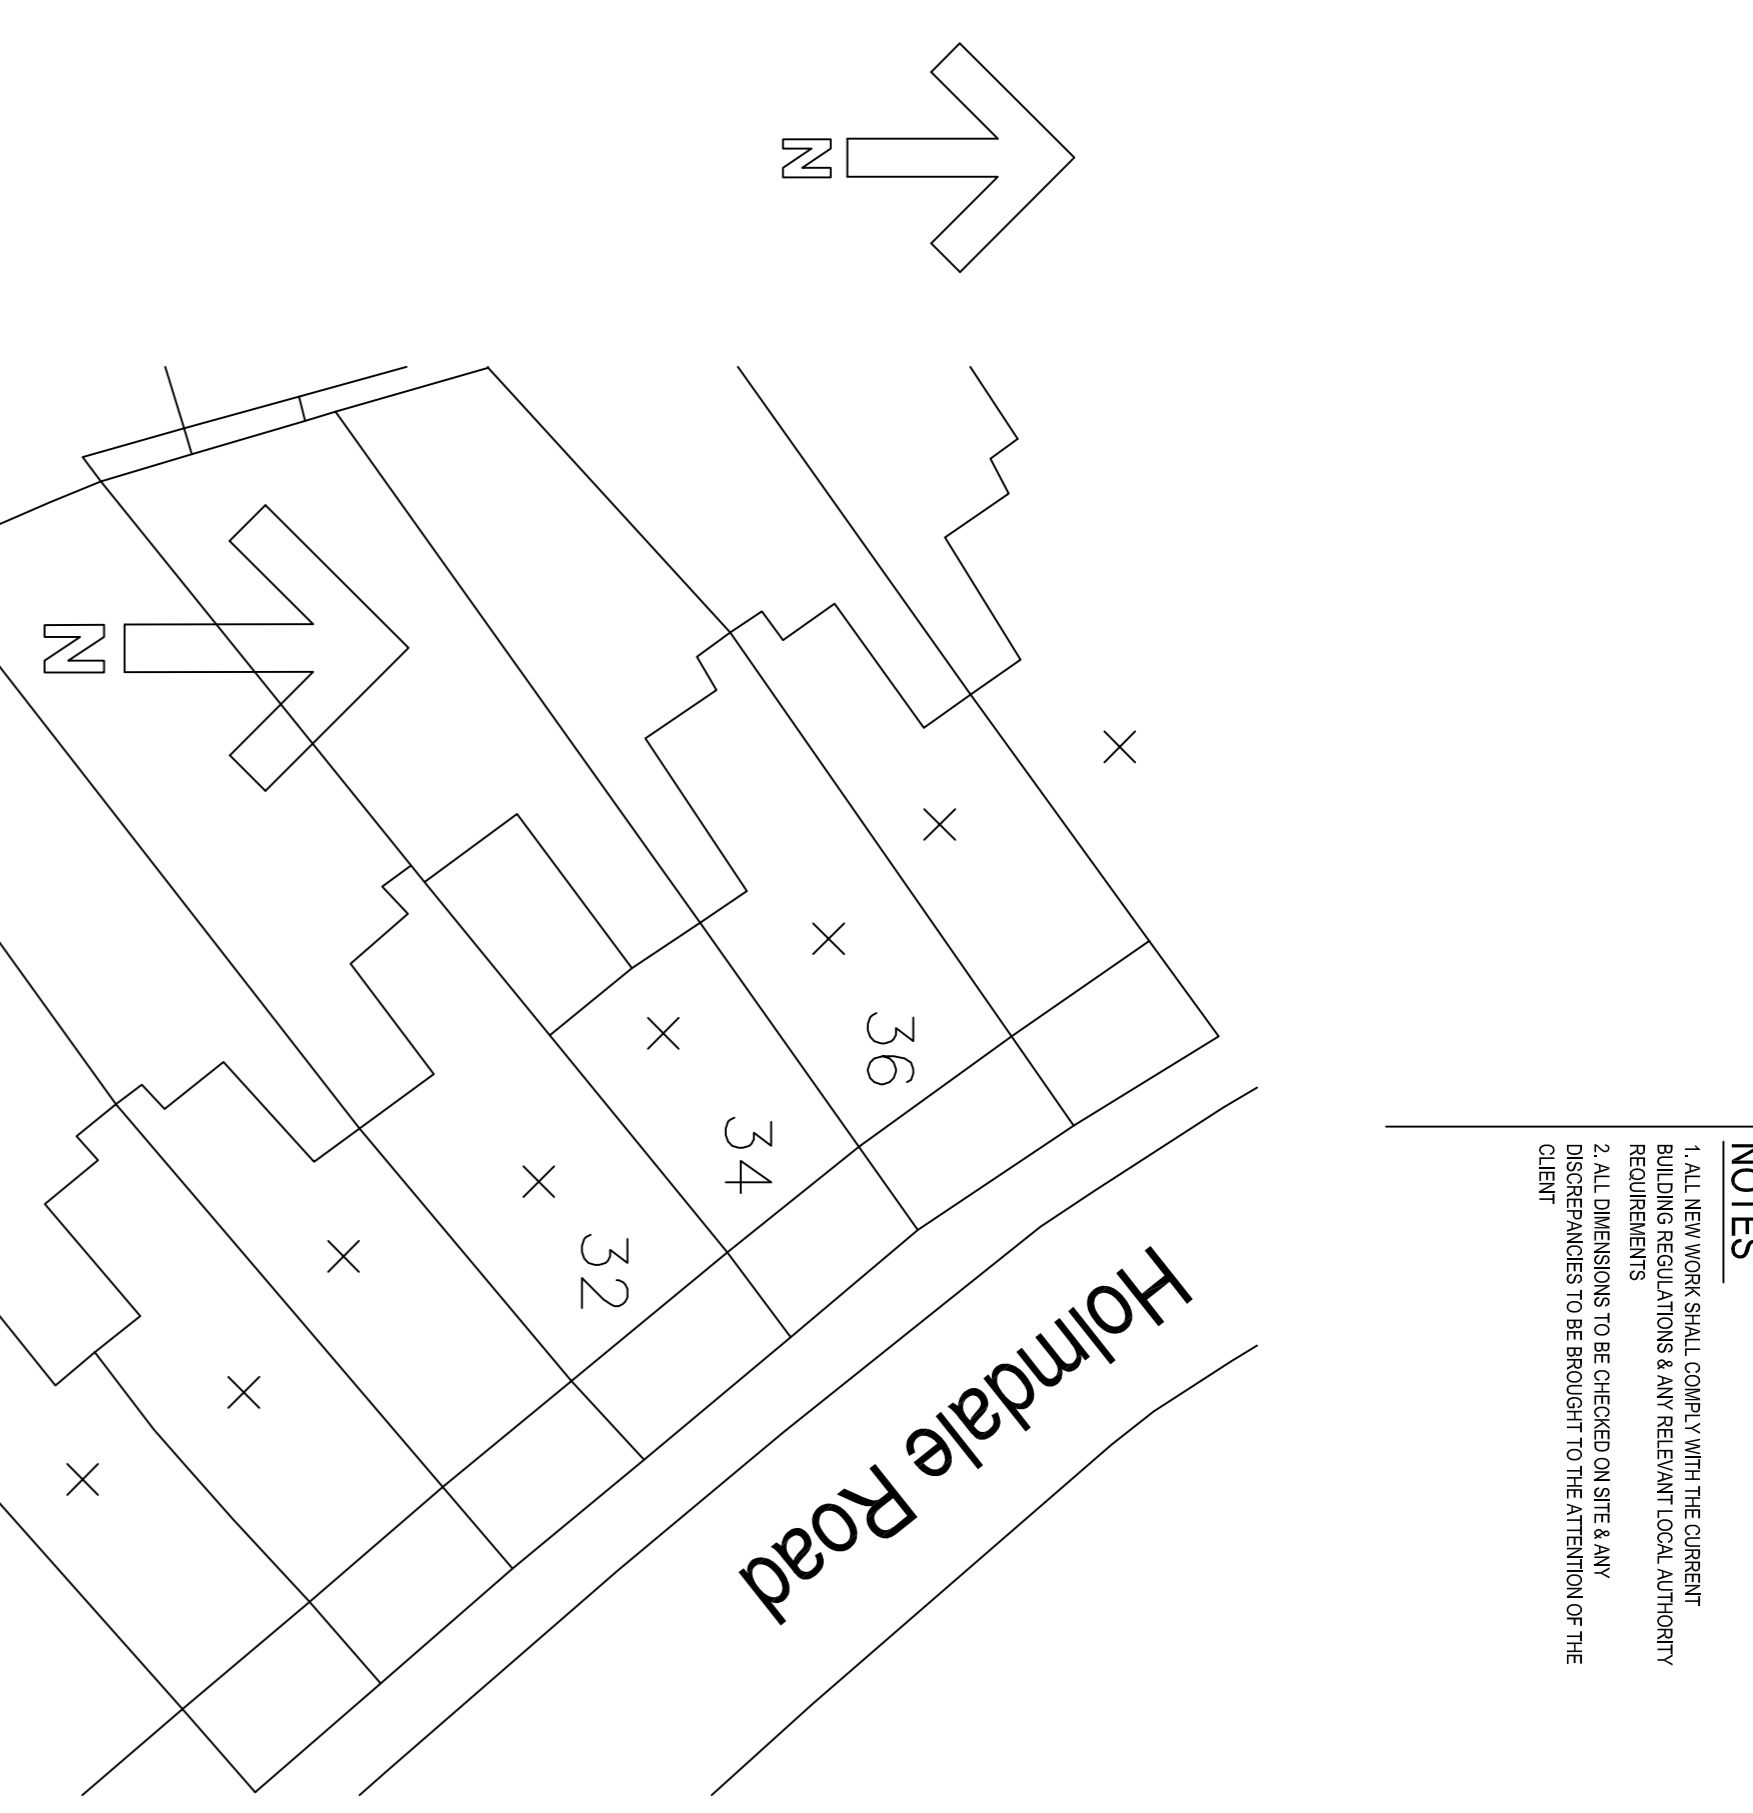 N
N
36
34
32
Holmdale Road
NOTES
1. ALL NEW WORK SHALL COMPLY WITH THE CURRENT
BUILDING REGULATIONS & ANY RELEVANT LOCAL AUTHORITY
REQUIREMENTS
2. ALL DIMENSIONS TO BE CHECKED ON SITE & ANY
DISCREPANCIES TO BE BROUGHT TO THE ATTENTION OF THE
CLIENT